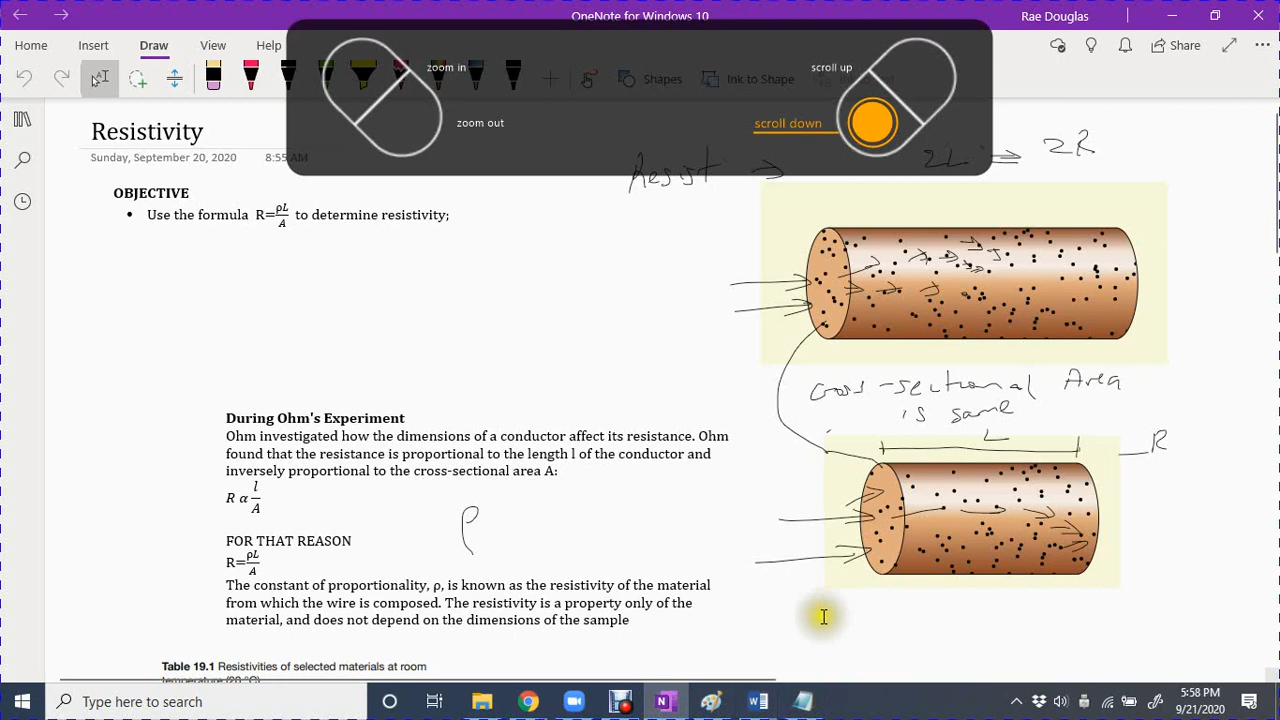 OneNote for Windows 10
Rae Douglas
Home
Insert
Draw
View
Help
Shapes
Ink to Shape
Share
zoom in
zoom out
scroll up
scroll down
Resistivity
Sunday, September 20, 2020
8:55 AM
Resist →
2L ⇒ 2R
OBJECTIVE
• Use the formula R=ρL/A to determine resistivity;
cross-sectional Area
is same
L
R
During Ohm's Experiment
Ohm investigated how the dimensions of a conductor affect its resistance. Ohm
found that the resistance is proportional to the length l of the conductor and
inversely proportional to the cross-sectional area A:
R α l/A
ρ
FOR THAT REASON
R=ρL/A
The constant of proportionality, ρ, is known as the resistivity of the material
from which the wire is composed. The resistivity is a property only of the
material, and does not depend on the dimensions of the sample
Table 19.1 Resistivities of selected materials at room
temperature (20 °C)
Type here to search
5:58 PM
9/21/2020